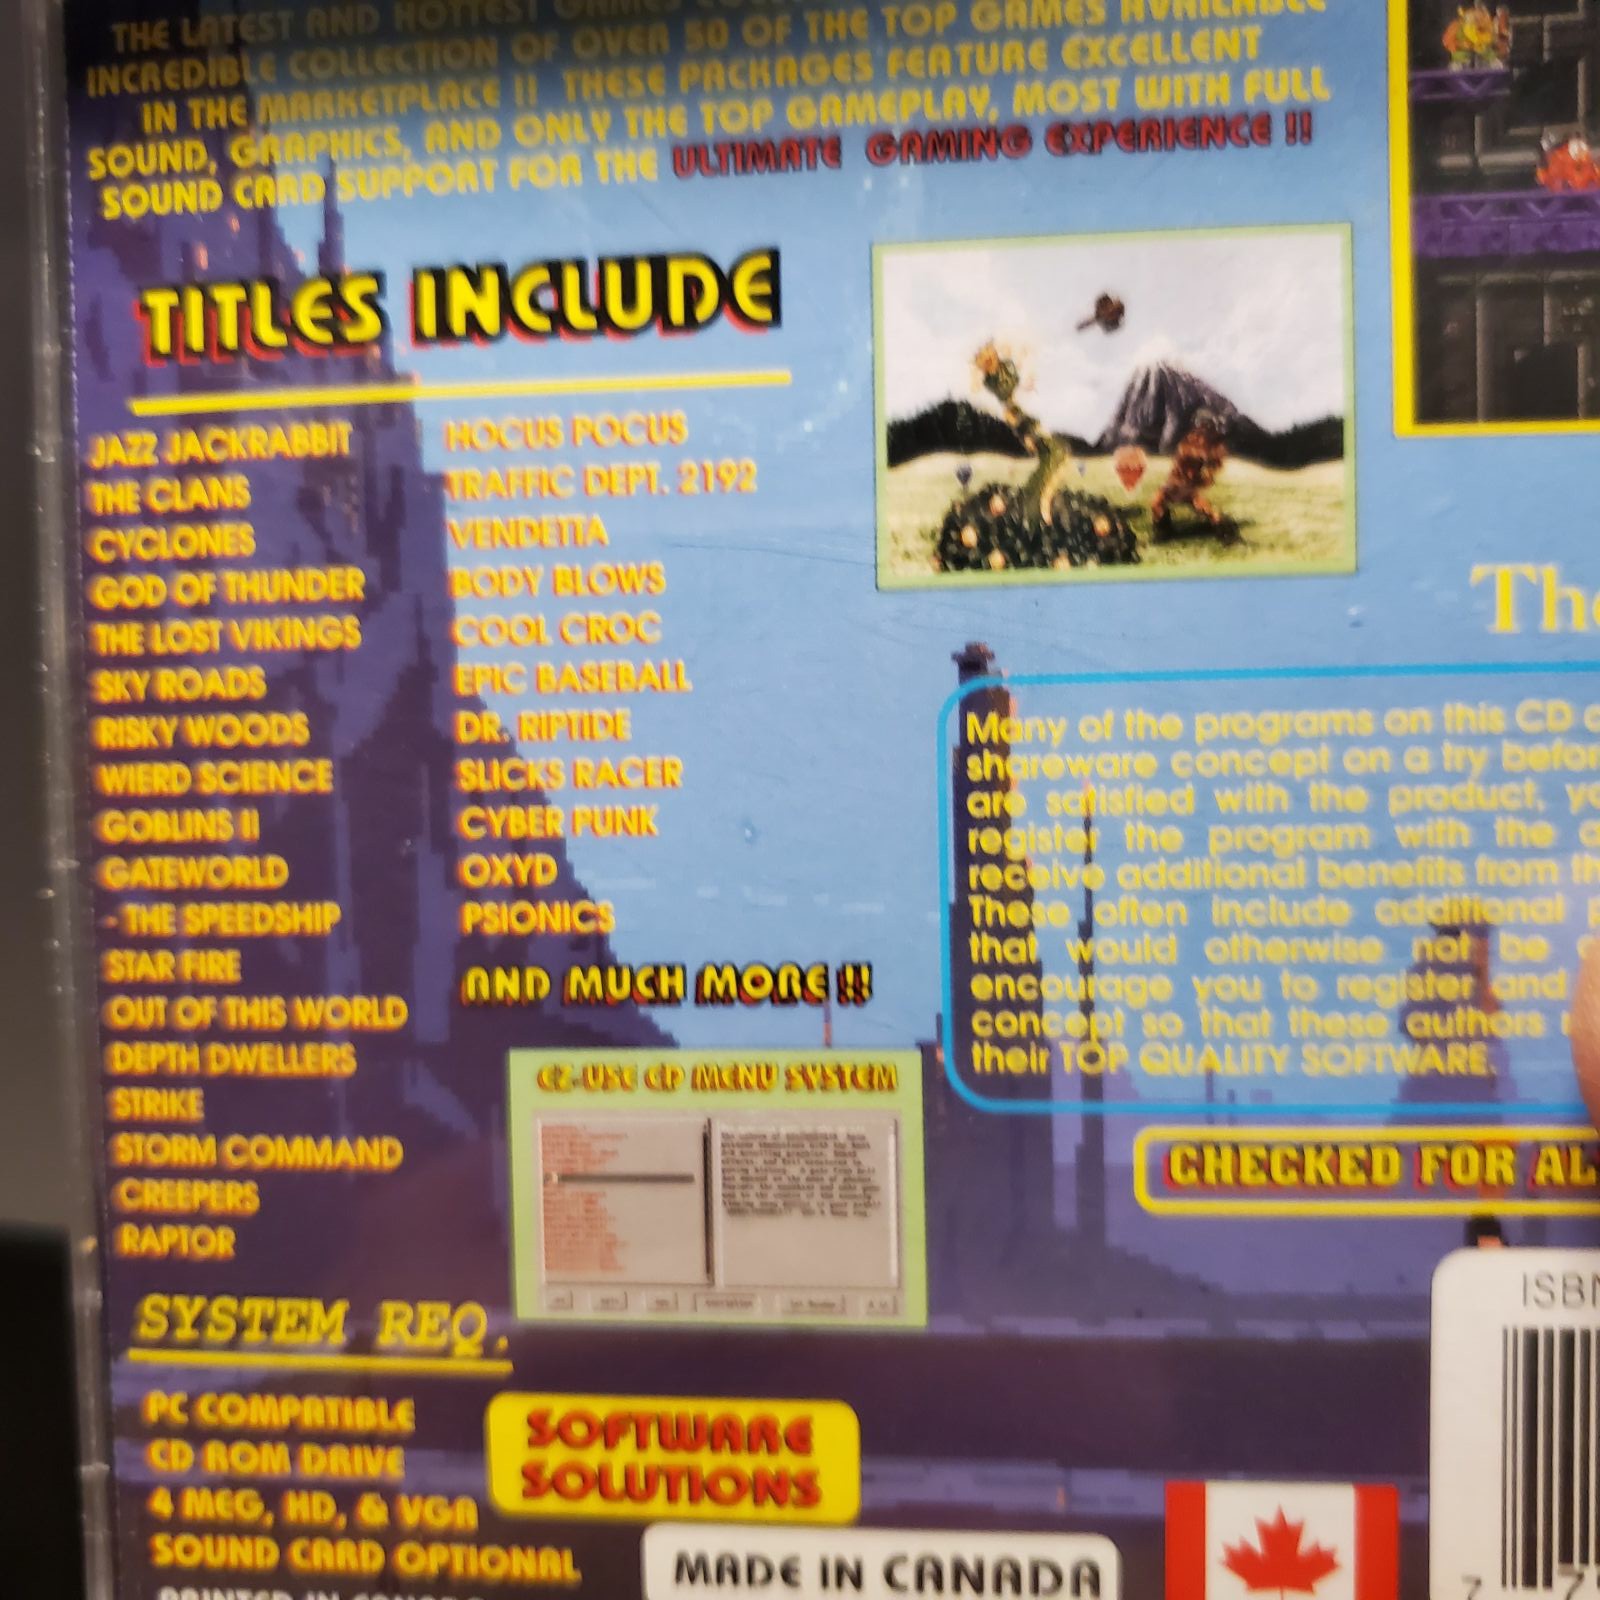 THE LATEST AND HOTTEST GAMES
INCREDIBLE COLLECTION OF OVER 50 OF THE TOP GAMES AVAILABLE
IN THE MARKETPLACE !! THESE PACKAGES FEATURE EXCELLENT
SOUND, GRAPHICS, AND ONLY THE TOP GAMEPLAY, MOST WITH FULL
SOUND CARD SUPPORT FOR THE ULTIMATE GAMING EXPERIENCE !!
TITLES INCLUDE
JAZZ JACKRABBIT
THE CLANS
CYCLONES
GOD OF THUNDER
THE LOST VIKINGS
SKY ROADS
RISKY WOODS
WIERD SCIENCE
GOBLINS II
GATEWORLD
- THE SPEEDSHIP
STAR FIRE
OUT OF THIS WORLD
DEPTH DWELLERS
STRIKE
STORM COMMAND
CREEPERS
RAPTOR
HOCUS POCUS
TRAFFIC DEPT. 2192
VENDETTA
BODY BLOWS
COOL CROC
EPIC BASEBALL
DR. RIPTIDE
SLICKS RACER
CYBER PUNK
OXYD
PSIONICS
AND MUCH MORE !!
EZ-USE CD MENU SYSTEM
The
Many of the programs on this CD
shareware concept on a try
are satisfied with the product,
register the program with the
receive additional benefits from
These often include additional
that would otherwise not be
encourage you to register and
concept so that these authors
their TOP QUALITY SOFTWARE.
CHECKED FOR
ISBN
SYSTEM REQ.
PC COMPATIBLE
CD ROM DRIVE
4 MEG, HD, & VGA
SOUND CARD OPTIONAL
PRINTED IN CANADA
SOFTWARE
SOLUTIONS
MADE IN CANADA
7